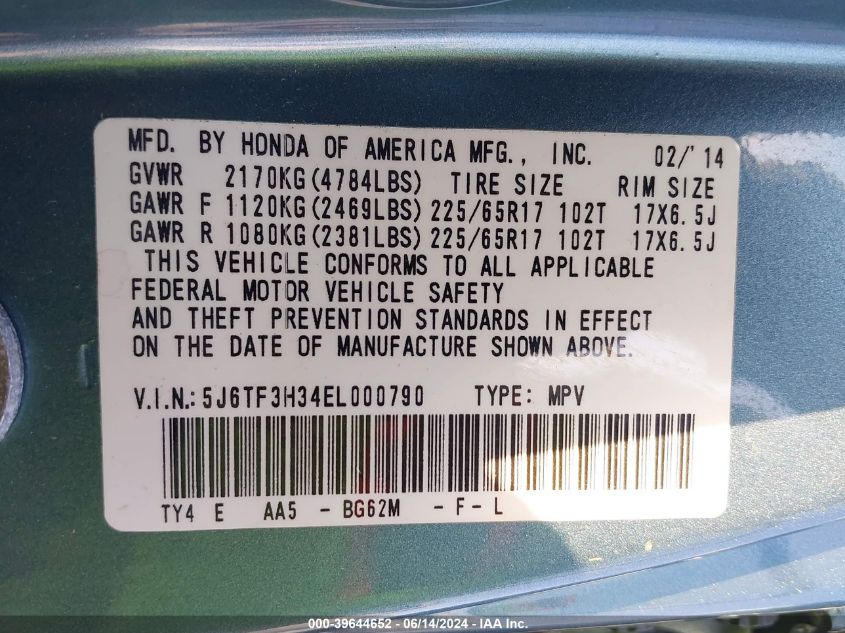 MFD. BY HONDA OF AMERICA MFG., INC. 02/'14
GVWR 2170KG(4784LBS) TIRE SIZE RIM SIZE
GAWR F 1120KG(2469LBS) 225/65R17 102T 17X6.5J
GAWR R 1080KG(2381LBS) 225/65R17 102T 17X6.5J
THIS VEHICLE CONFORMS TO ALL APPLICABLE
FEDERAL MOTOR VEHICLE SAFETY
AND THEFT PREVENTION STANDARDS IN EFFECT
ON THE DATE OF MANUFACTURE SHOWN ABOVE.
V.I.N.: 5J6TF3H34EL000790 TYPE: MPV
TY4 E AA5 - BG62M - F - L
000-39644652 - 06/14/2024 - IAA Inc.